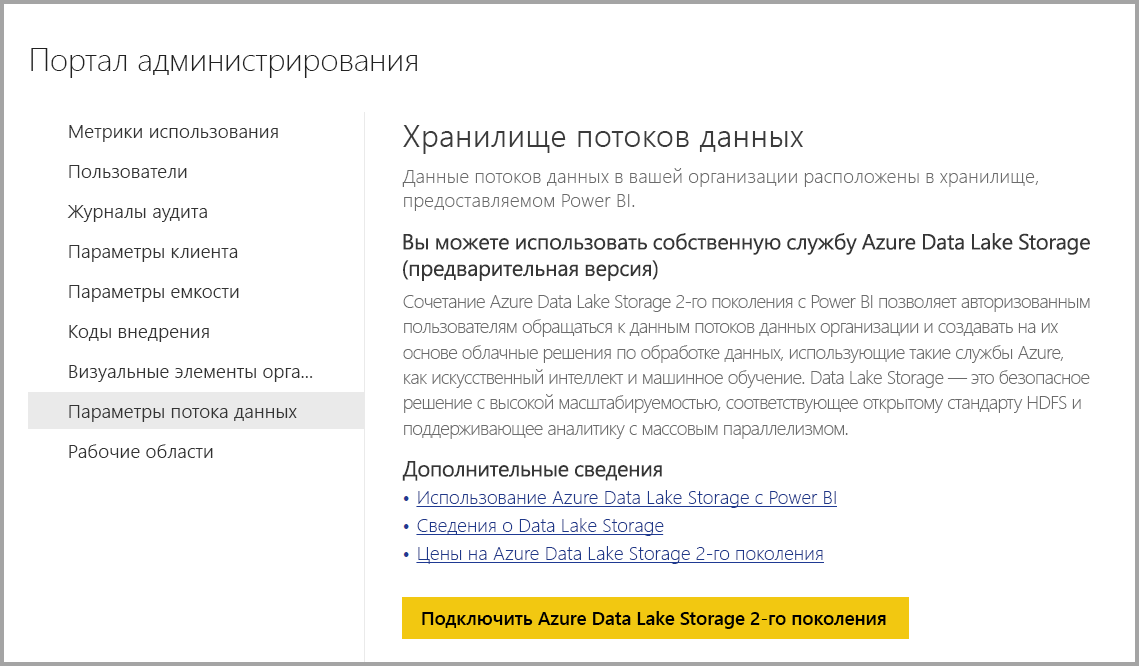 Портал администрирования
Метрики использования
Пользователи
Журналы аудита
Параметры клиента
Параметры емкости
Коды внедрения
Визуальные элементы орга...
Параметры потока данных
Рабочие области
Хранилище потоков данных
Данные потоков данных в вашей организации расположены в хранилище,
предоставляемом Power BI.
Вы можете использовать собственную службу Azure Data Lake Storage
(предварительная версия)
Сочетание Azure Data Lake Storage 2-го поколения с Power BI позволяет авторизованным
пользователям обращаться к данным потоков данных организации и создавать на их
основе облачные решения по обработке данных, использующие такие службы Azure,
как искусственный интеллект и машинное обучение. Data Lake Storage — это безопасное
решение с высокой масштабируемостью, соответствующее открытому стандарту HDFS и
поддерживающее аналитику с массовым параллелизмом.
Дополнительные сведения
• Использование Azure Data Lake Storage с Power BI
• Сведения о Data Lake Storage
• Цены на Azure Data Lake Storage 2-го поколения
Подключить Azure Data Lake Storage 2-го поколения